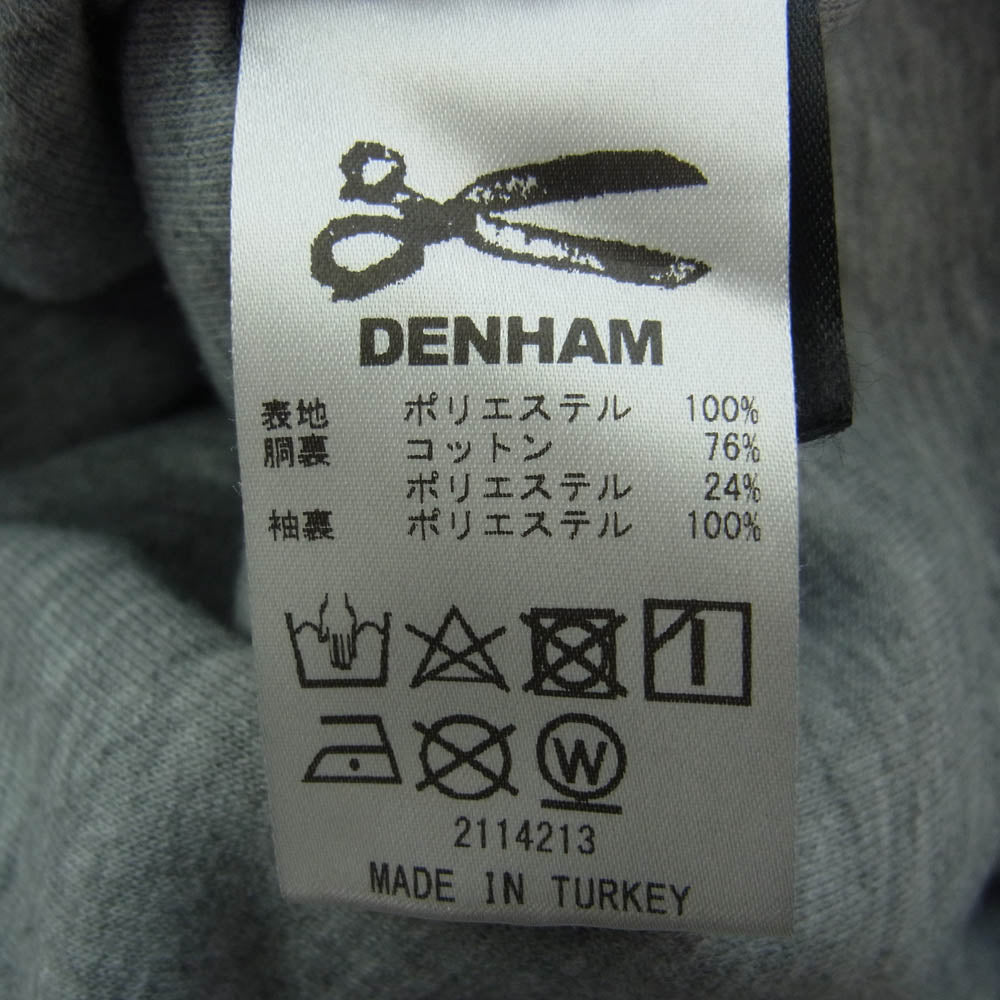 DENHAM
表地 ポリエステル 100%
胴裏 コットン 76%
ポリエステル 24%
袖裏 ポリエステル 100%
W
2114213
MADE IN TURKEY